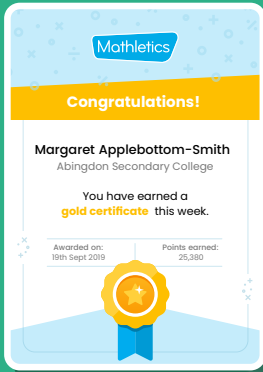 Mathletics
Congratulations!
Margaret Applebottom-Smith
Abingdon Secondary College
You have earned a
gold certificate this week.
Awarded on:
19th Sept 2019
Points earned:
25,380